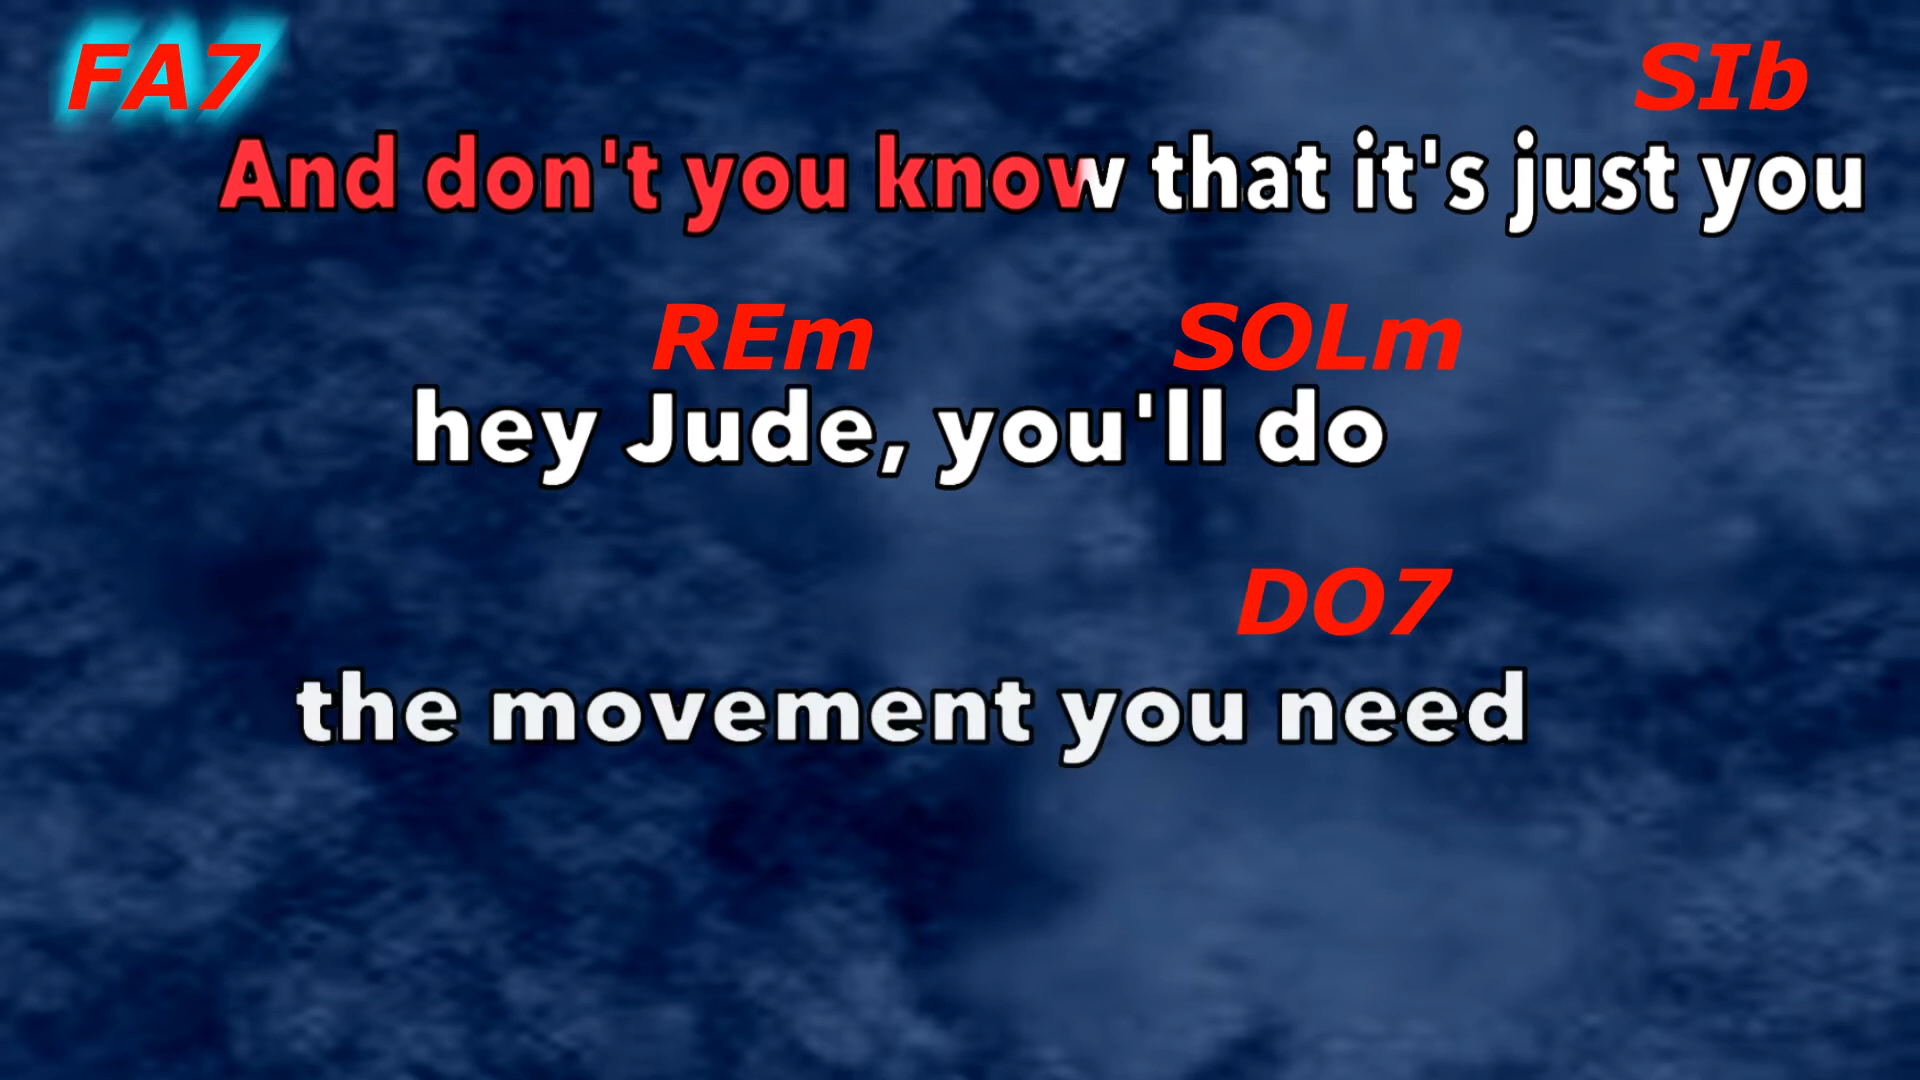 FA7 SIb
And don't you know that it's just you
REm SOLm
hey Jude, you'll do
DO7
the movement you need